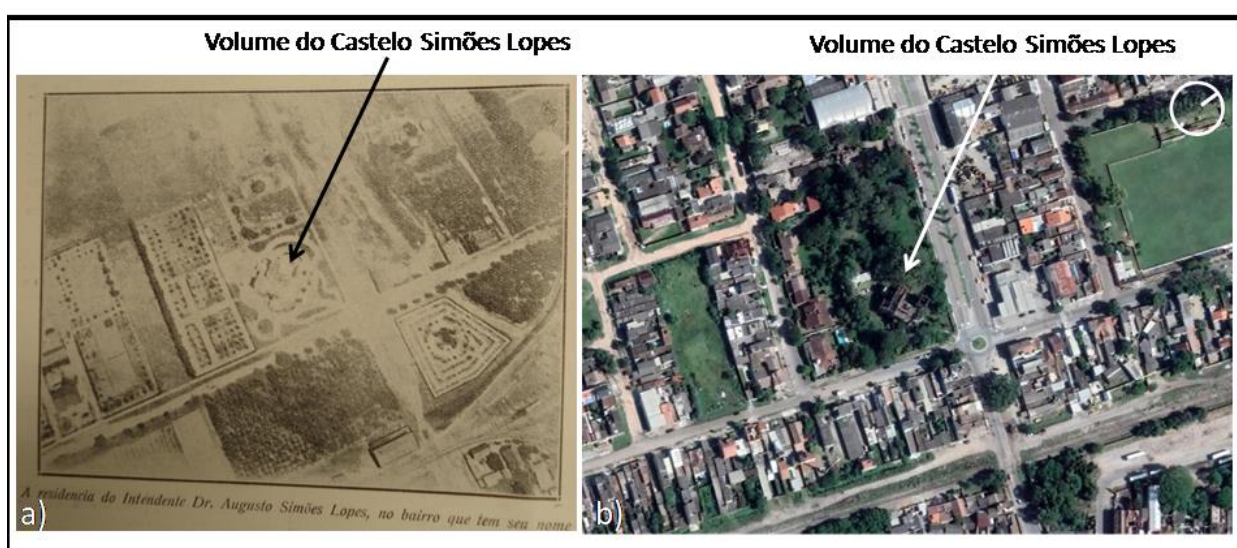 Volume do Castelo Simões Lopes
Volume do Castelo Simões Lopes
A residencia do Intendente Dr. Augusto Simões Lopes, no bairro que tem seu nome
a)
b)